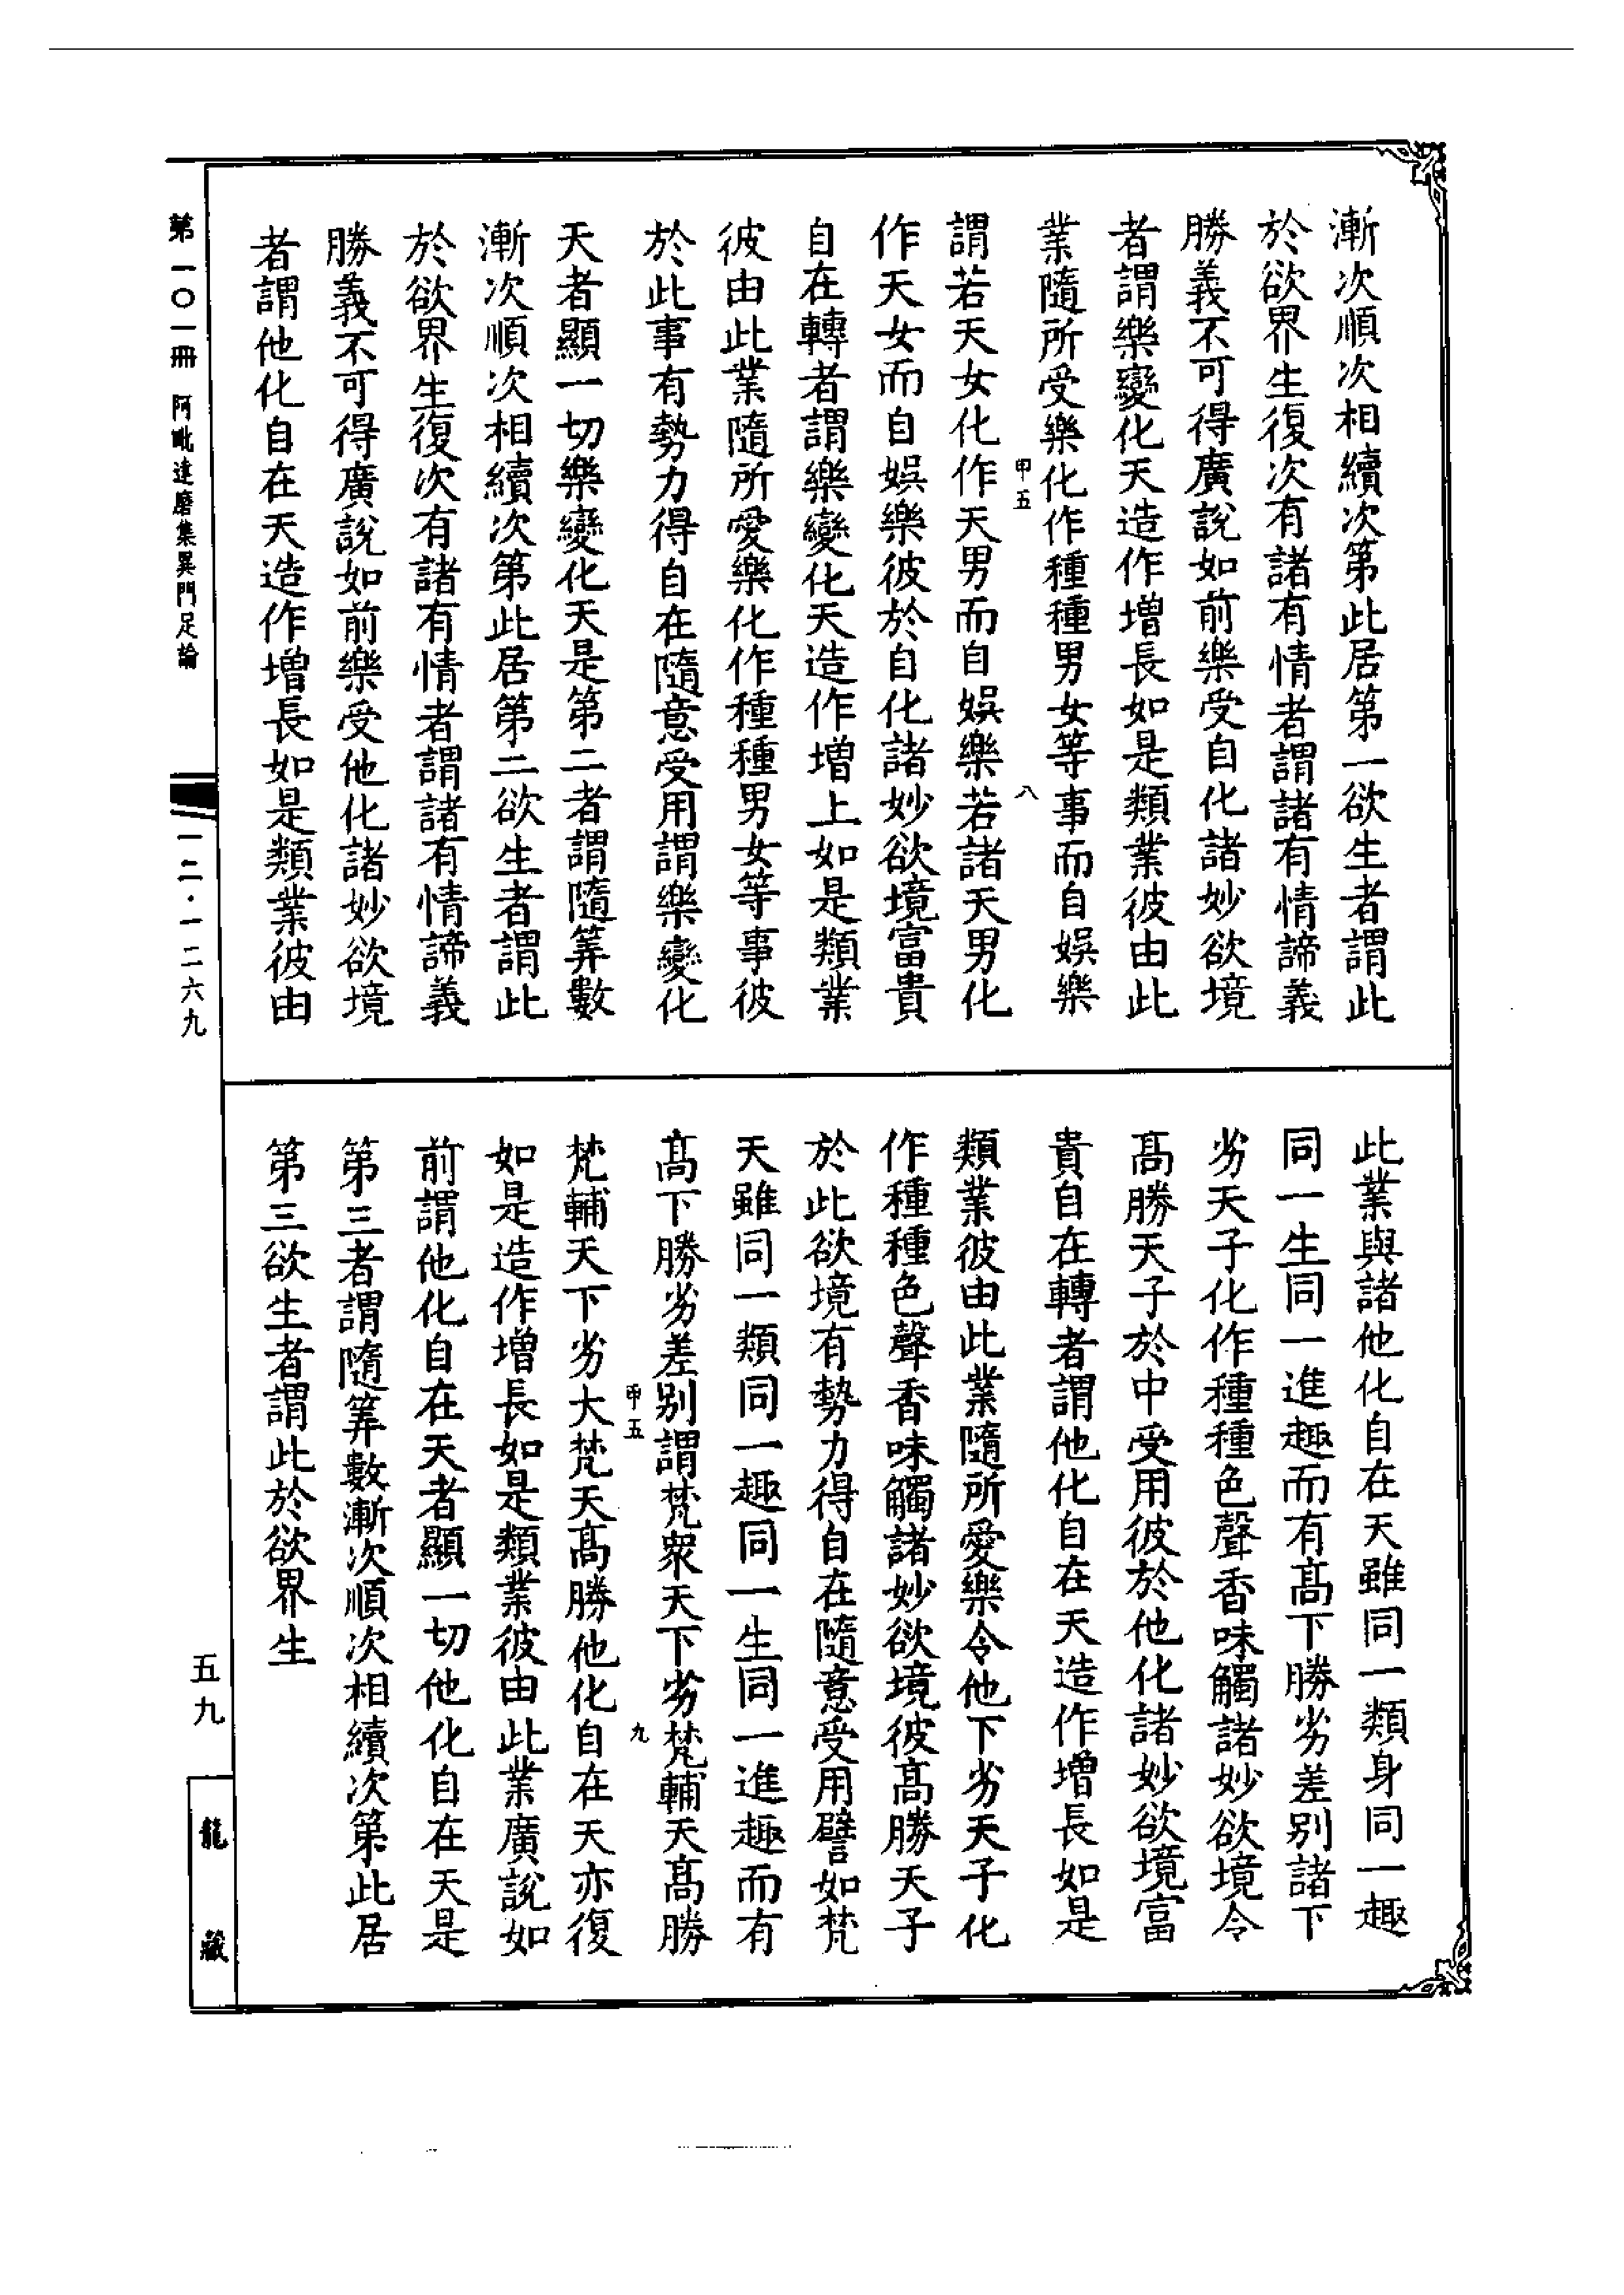 漸次順次相續次第此居第一欲生者謂此
於欲界生復次有諸有情者謂諸有情諦義
勝義不可得廣說如前樂受自化諸妙欲境
者謂樂變化天造作增長如是類業彼由此
業隨所受樂化作種種男女等事而自娛樂
甲五
八
謂若天女化作天男而自娛樂若諸天男化
作天女而自娛樂彼於自化諸妙欲境富貴
自在轉者謂樂變化天造作增上如是類業
彼由此業隨所愛樂化作種種男女等事彼
於此事有勢力得自在隨意受用謂樂變化
天者顯一切樂變化天是第二者謂隨筭數
漸次順次相續次第此居第二欲生者謂此
於欲界生復次有諸有情者謂諸有情諦義
勝義不可得廣說如前樂受他化諸妙欲境
者謂他化自在天造作增長如是類業彼由
此業與諸他化自在天雖同一類身同一趣
同一生同一進趣而有髙下勝劣差別諸下
劣天子化作種種色聲香味觸諸妙欲境令
髙勝天子於中受用彼於他化諸妙欲境富
貴自在轉者謂他化自在天造作增長如是
類業彼由此業隨所愛樂令他下劣天子化
作種種色聲香味觸諸妙欲境彼髙勝天子
於此欲境有勢力得自在隨意受用譬如梵
天雖同一類同一趣同一生同一進趣而有
髙下勝劣差別謂梵衆天下劣梵輔天髙勝
甲五
九
梵輔天下劣大梵天髙勝他化自在天亦復
如是造作增長如是類業彼由此業廣說如
前謂他化自在天者顯一切他化自在天是
第三者謂隨筭數漸次順次相續次第此居
第三欲生者謂此於欲界生
第一〇一冊 阿毗達磨集異門足論
一二·一二六九
五九
龍藏